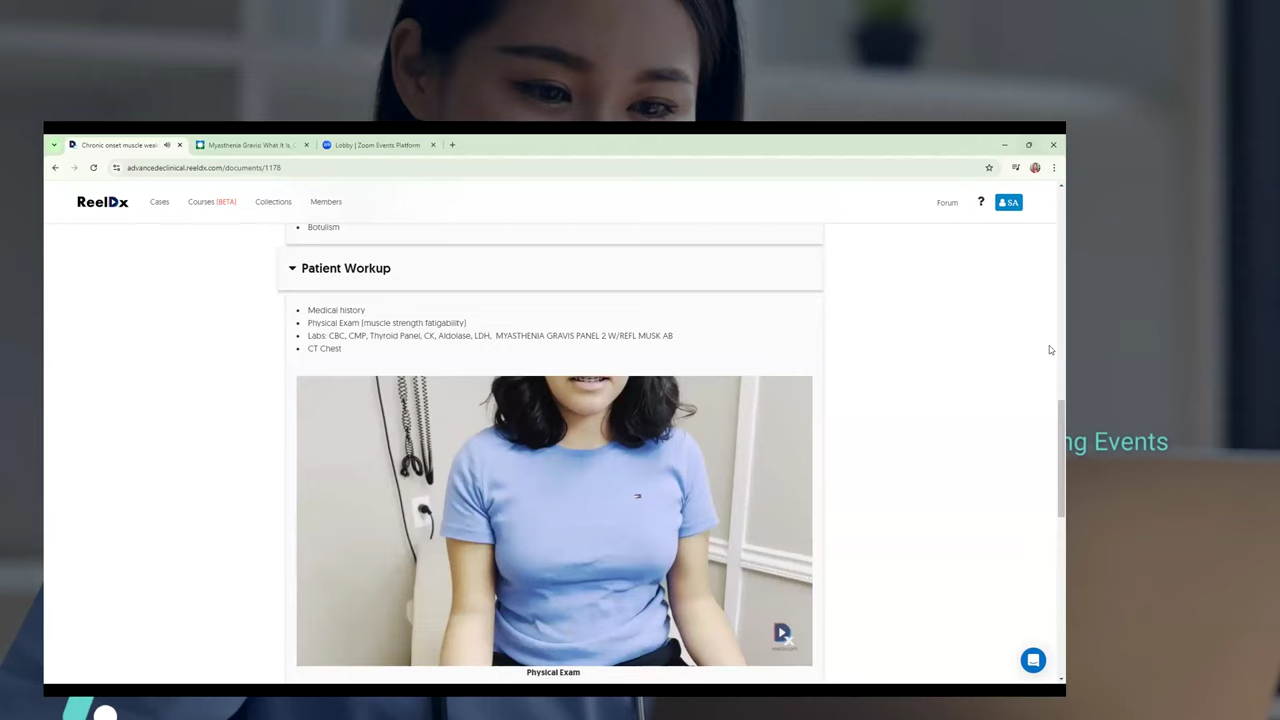 Chronic onset muscle weak
Myasthenia Gravis: What It Is, C
Lobby | Zoom Events Platform
advancedeclinical.reeldx.com/documents/1178
ReelDx
Cases
Courses (BETA)
Collections
Members
Forum
?
SA
• Botulism
Patient Workup
• Medical history
• Physical Exam (muscle strength fatigability)
• Labs: CBC, CMP, Thyroid Panel, CK, Aldolase, LDH, MYASTHENIA GRAVIS PANEL 2 W/REFL MUSK AB
• CT Chest
Dx
Physical Exam
ng Events